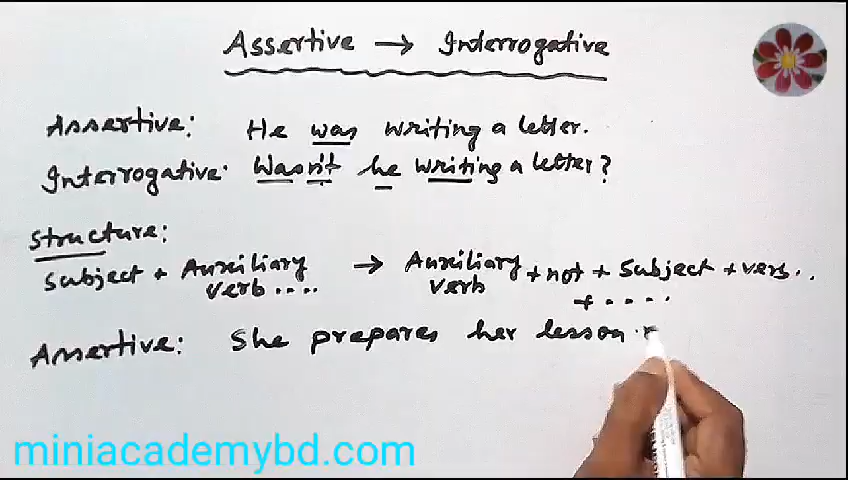 Assertive → Interrogative
Assertive: He was writing a letter.
Interrogative: Wasn't he writing a letter?
Structure:
Subject + Auxiliary verb .... → Auxiliary verb + not + subject + verb.. + .....
Assertive: She prepares her lesson
miniacademybd.com